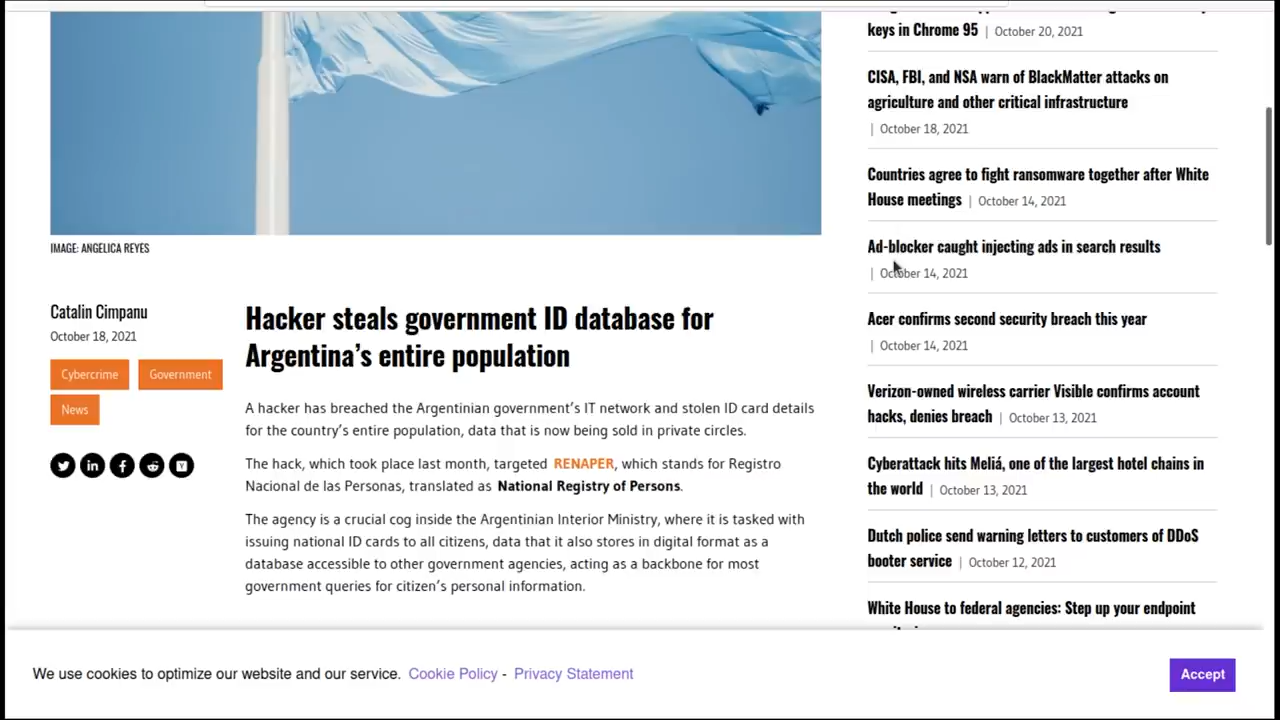 keys in Chrome 95 | October 20, 2021
CISA, FBI, and NSA warn of BlackMatter attacks on
agriculture and other critical infrastructure
| October 18, 2021
Countries agree to fight ransomware together after White
House meetings | October 14, 2021
Ad-blocker caught injecting ads in search results
| October 14, 2021
Acer confirms second security breach this year
| October 14, 2021
Verizon-owned wireless carrier Visible confirms account
hacks, denies breach | October 13, 2021
Cyberattack hits Meliá, one of the largest hotel chains in
the world | October 13, 2021
Dutch police send warning letters to customers of DDoS
booter service | October 12, 2021
White House to federal agencies: Step up your endpoint
IMAGE: ANGELICA REYES
Catalin Cimpanu
October 18, 2021
Cybercrime
Government
News
Hacker steals government ID database for
Argentina's entire population
A hacker has breached the Argentinian government's IT network and stolen ID card details
for the country's entire population, data that is now being sold in private circles.
The hack, which took place last month, targeted RENAPER, which stands for Registro
Nacional de las Personas, translated as National Registry of Persons.
The agency is a crucial cog inside the Argentinian Interior Ministry, where it is tasked with
issuing national ID cards to all citizens, data that it also stores in digital format as a
database accessible to other government agencies, acting as a backbone for most
government queries for citizen's personal information.
We use cookies to optimize our website and our service. Cookie Policy - Privacy Statement
Accept